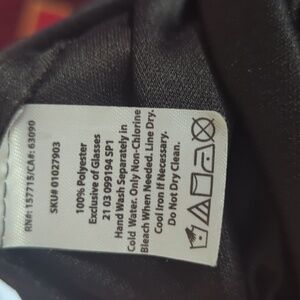 RN#:157715/CA#: 63090
SKU# 01027903
100% Polyester
Exclusive of Glasses
21 03 099194 SP1
Hand Wash Separately in
Cold Water. Only Non-Chlorine
Bleach When Needed. Line Dry.
Cool Iron If Necessary.
Do Not Dry Clean.